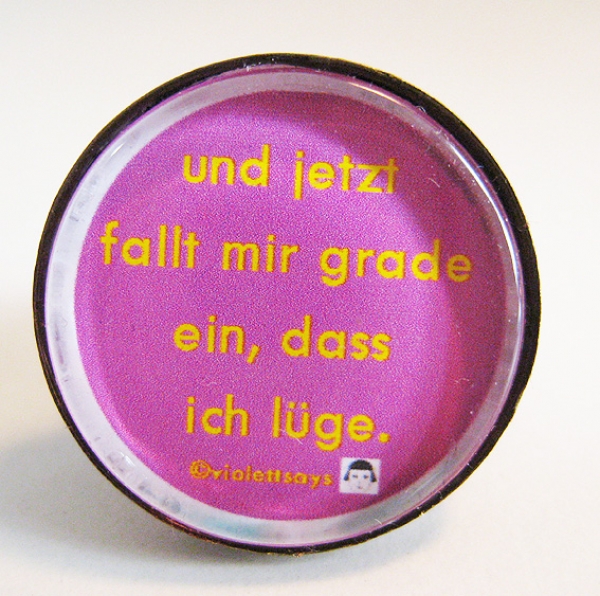 und jetzt
fallt mir grade
ein, dass
ich lüge.
©violettsays